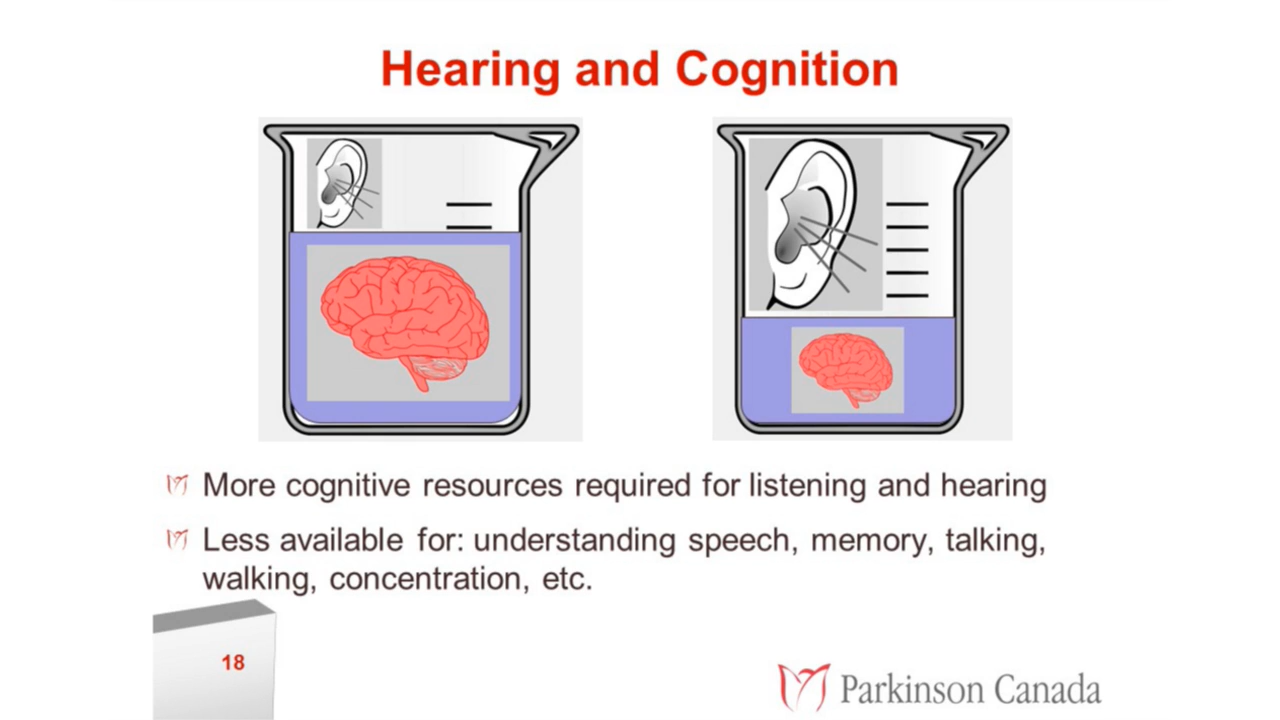 Hearing and Cognition
More cognitive resources required for listening and hearing
Less available for: understanding speech, memory, talking,
walking, concentration, etc.
18
Parkinson Canada